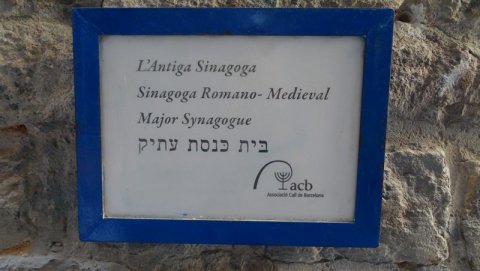 L'Antiga Sinagoga
Sinagoga Romano- Medieval
Major Synagogue
בית כנסת עתיק
acb
Associació Call de Barcelona